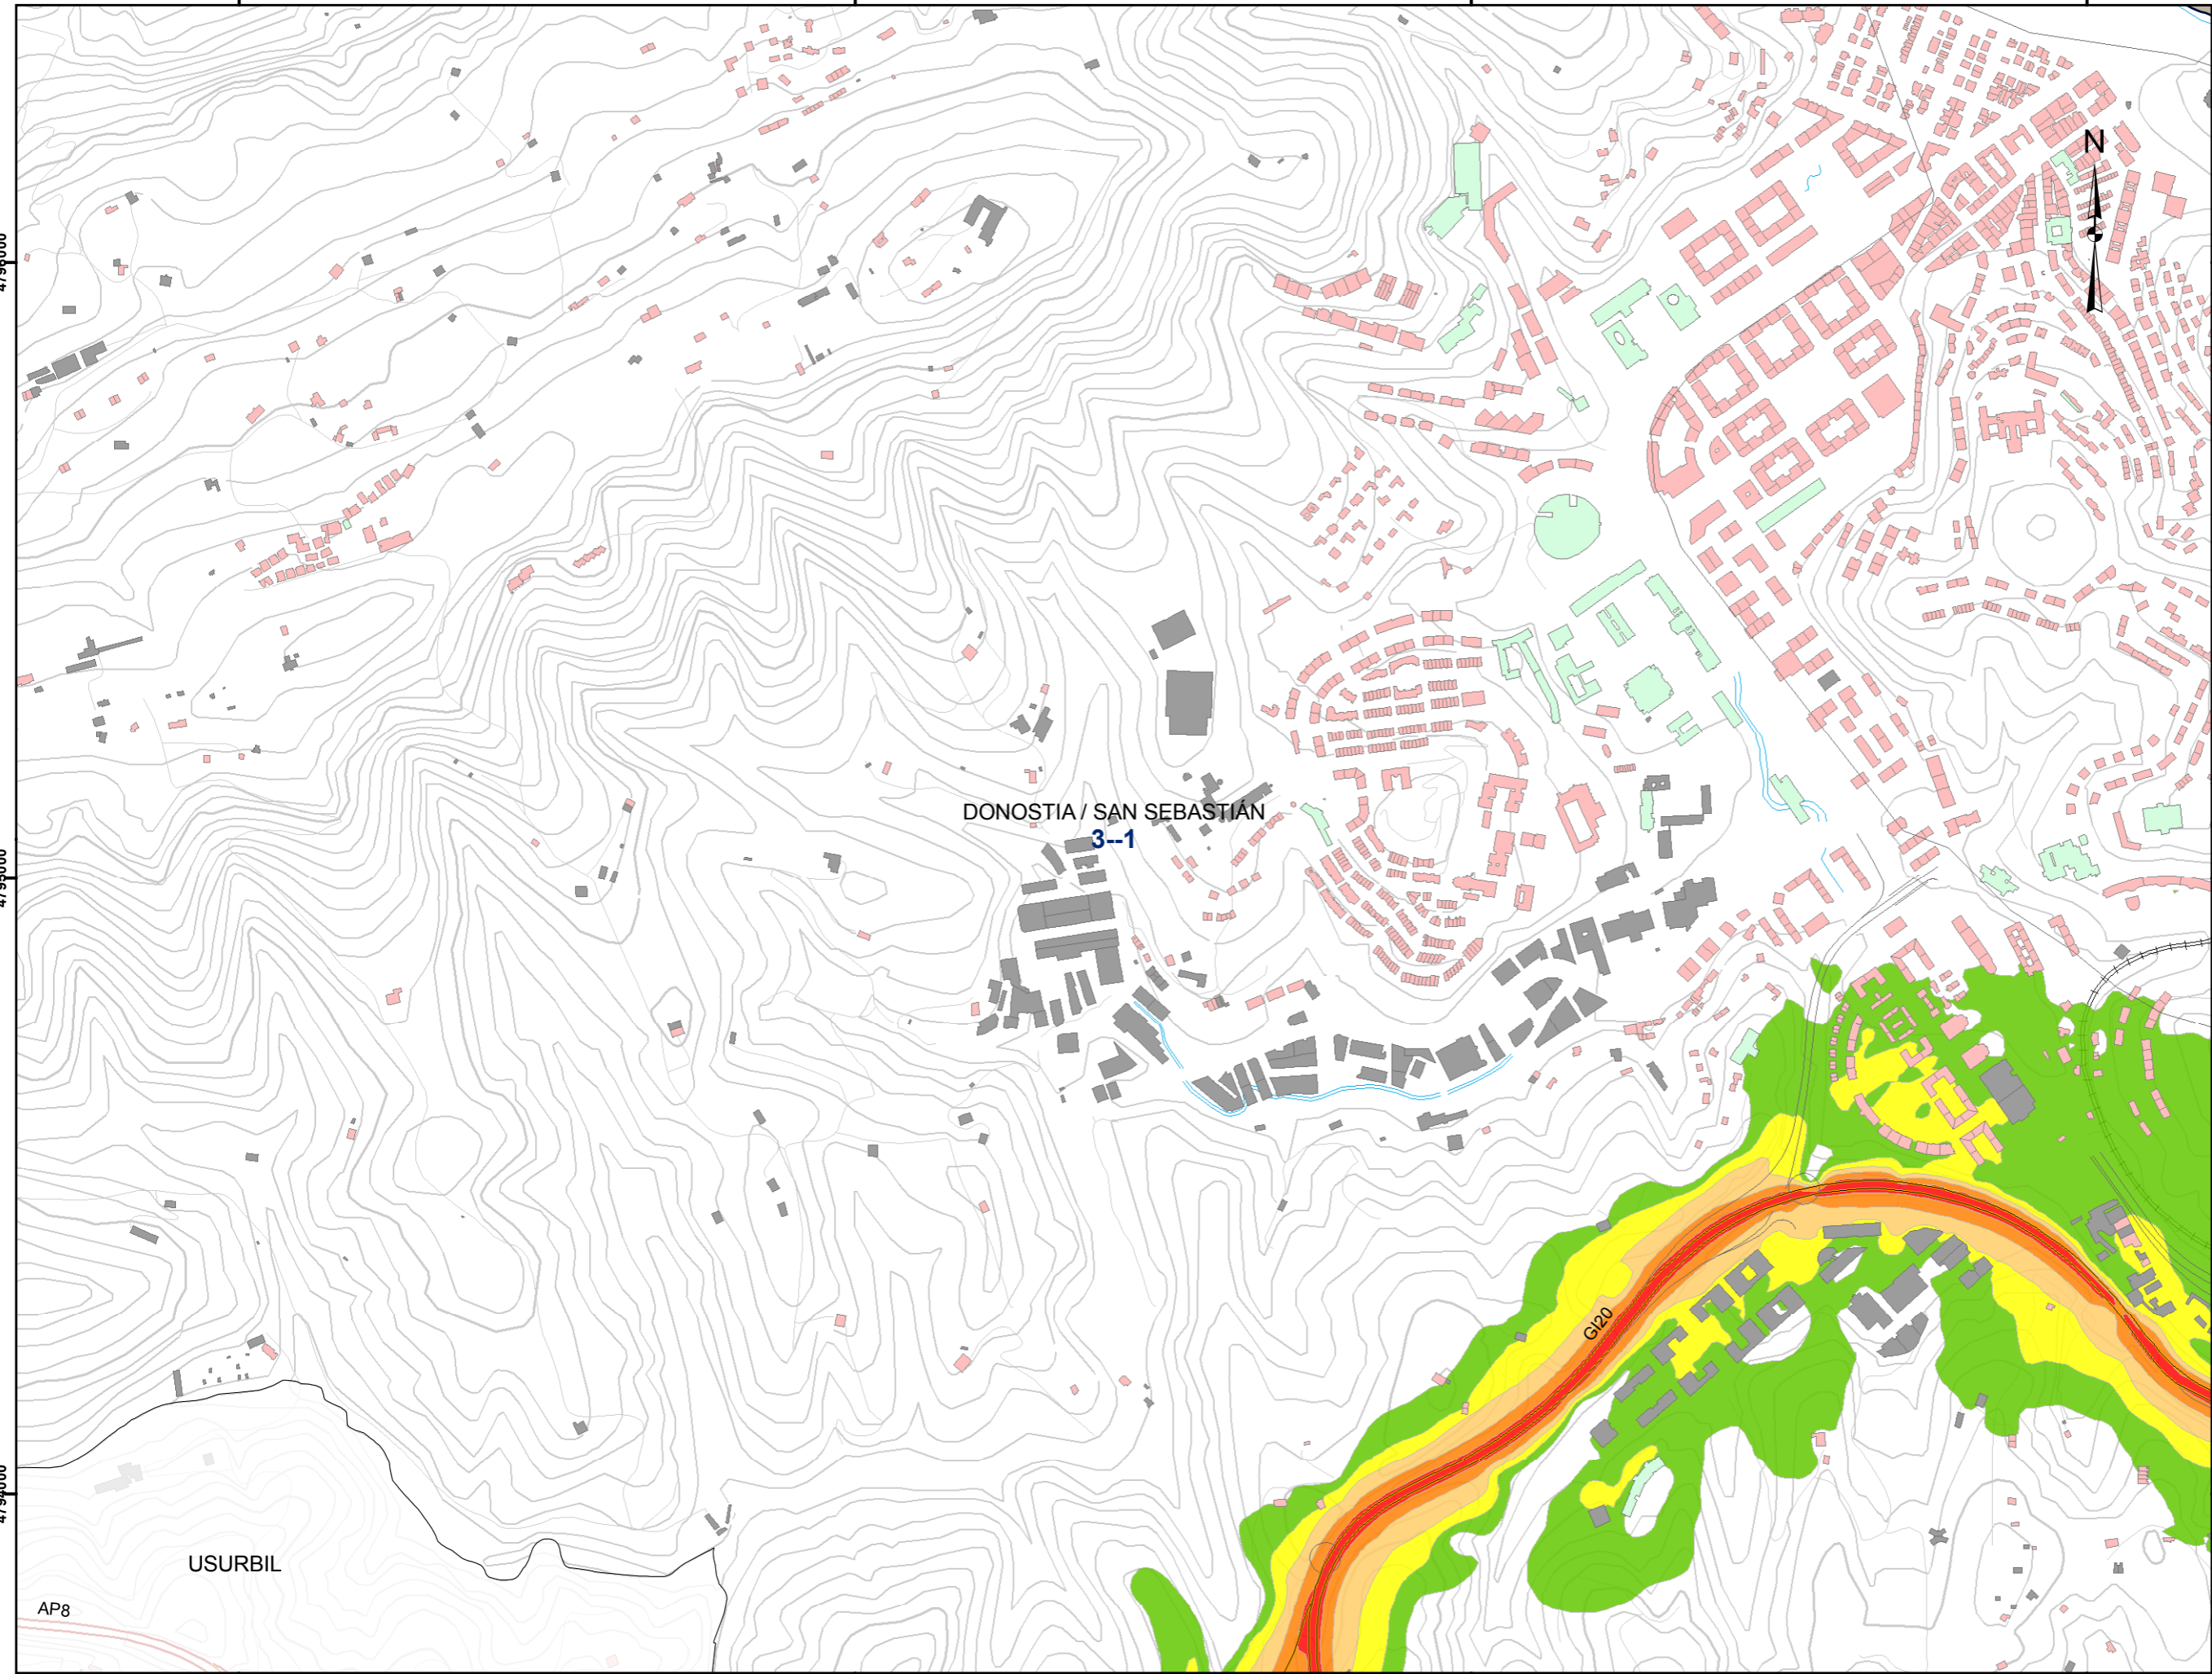 N
DONOSTIA / SAN SEBASTIÁN
3--1
GI20
USURBIL
AP8